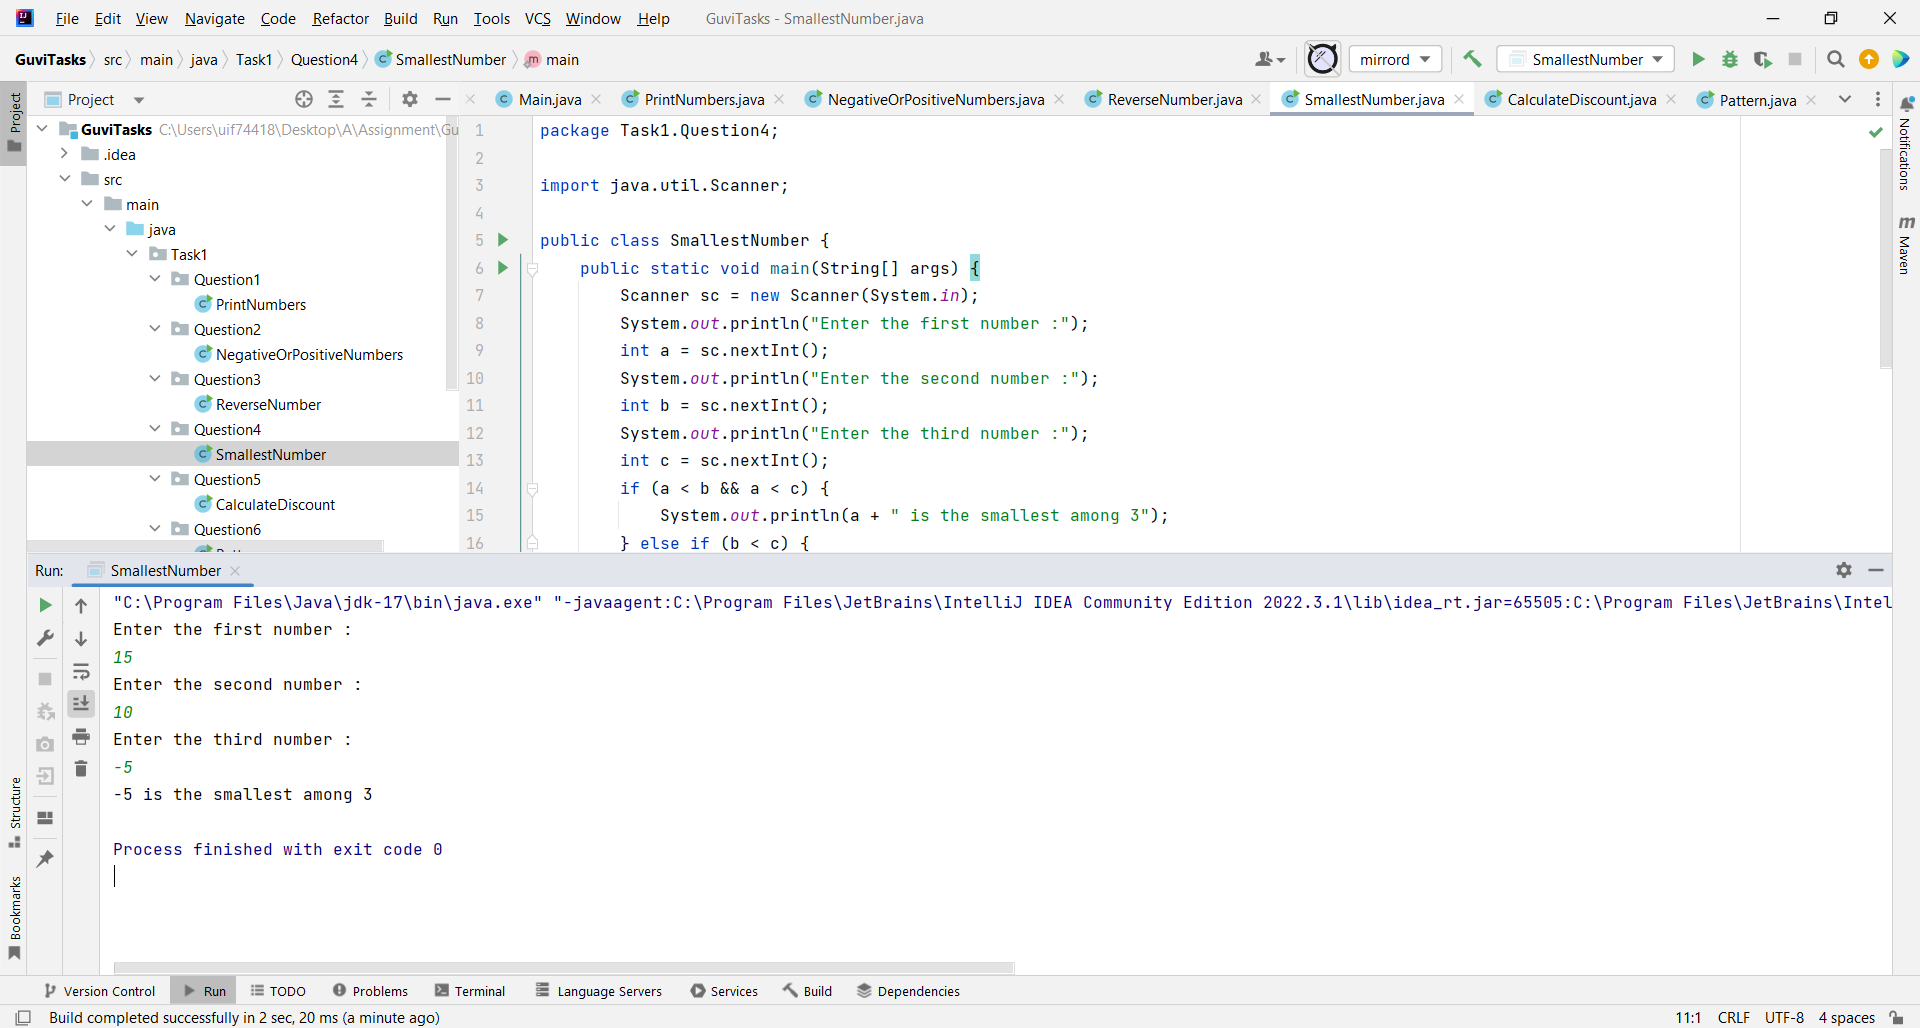 File Edit View Navigate Code Refactor Build Run Tools VCS Window Help GuviTasks - SmallestNumber.java
GuviTasks src main java Task1 Question4 SmallestNumber main mirrord SmallestNumber
Project
Project
Main.java PrintNumbers.java NegativeOrPositiveNumbers.java ReverseNumber.java SmallestNumber.java CalculateDiscount.java Pattern.java
GuviTasks C:\Users\uif74418\Desktop\A\Assignment\Gu
.idea
src
main
java
Task1
Question1
PrintNumbers
Question2
NegativeOrPositiveNumbers
Question3
ReverseNumber
Question4
SmallestNumber
Question5
CalculateDiscount
Question6
1 package Task1.Question4;
2
3 import java.util.Scanner;
4
5 public class SmallestNumber {
6 public static void main(String[] args) {
7 Scanner sc = new Scanner(System.in);
8 System.out.println("Enter the first number :");
9 int a = sc.nextInt();
10 System.out.println("Enter the second number :");
11 int b = sc.nextInt();
12 System.out.println("Enter the third number :");
13 int c = sc.nextInt();
14 if (a < b && a < c) {
15 System.out.println(a + " is the smallest among 3");
16 } else if (b < c) {
Notifications
Maven
Run: SmallestNumber
"C:\Program Files\Java\jdk-17\bin\java.exe" "-javaagent:C:\Program Files\JetBrains\IntelliJ IDEA Community Edition 2022.3.1\lib\idea_rt.jar=65505:C:\Program Files\JetBrains\Intel
Enter the first number :
15
Enter the second number :
10
Enter the third number :
-5
-5 is the smallest among 3
Process finished with exit code 0
Structure
Bookmarks
Version Control Run TODO Problems Terminal Language Servers Services Build Dependencies
Build completed successfully in 2 sec, 20 ms (a minute ago) 11:1 CRLF UTF-8 4 spaces